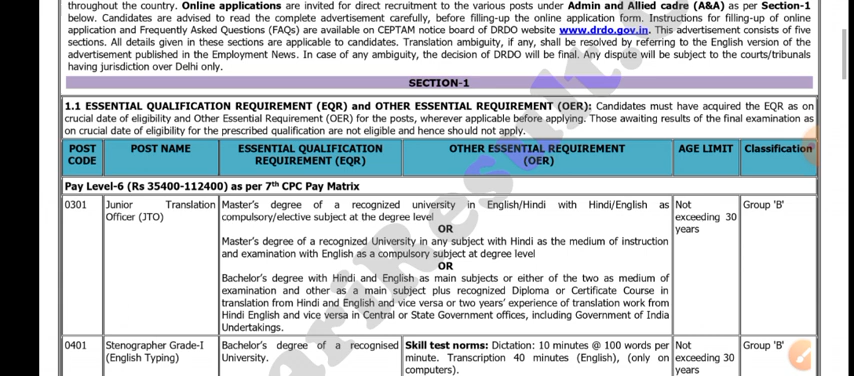 throughout the country. Online applications are invited for direct recruitment to the various posts under Admin and Allied cadre (A&A) as per Section-1
below. Candidates are advised to read the complete advertisement carefully, before filling-up the online application form. Instructions for filling-up of online
application and Frequently Asked Questions (FAQs) are available on CEPTAM notice board of DRDO website www.drdo.gov.in. This advertisement consists of five
sections. All details given in these sections are applicable to candidates. Translation ambiguity, if any, shall be resolved by referring to the English version of the
advertisement published in the Employment News. In case of any ambiguity, the decision of DRDO will be final. Any dispute will be subject to the courts/tribunals
having jurisdiction over Delhi only.
SECTION-1
1.1 ESSENTIAL QUALIFICATION REQUIREMENT (EQR) and OTHER ESSENTIAL REQUIREMENT (OER): Candidates must have acquired the EQR as on
crucial date of eligibility and Other Essential Requirement (OER) for the posts, wherever applicable before applying. Those awaiting results of the final examination as
on crucial date of eligibility for the prescribed qualification are not eligible and hence should not apply.
POST CODE
POST NAME
ESSENTIAL QUALIFICATION
REQUIREMENT (EQR)
OTHER ESSENTIAL REQUIREMENT
(OER)
AGE LIMIT
Classification
Pay Level-6 (Rs 35400-112400) as per 7th CPC Pay Matrix
0301
Junior Translation
Officer (JTO)
Master's degree of a recognized university in English/Hindi with Hindi/English as
compulsory/elective subject at the degree level
OR
Master's degree of a recognized University in any subject with Hindi as the medium of instruction
and examination with English as a compulsory subject at degree level
OR
Bachelor's degree with Hindi and English as main subjects or either of the two as medium of
examination and other as a main subject plus recognized Diploma or Certificate Course in
translation from Hindi and English and vice versa or two years' experience of translation work from
Hindi English and vice versa in Central or State Government offices, including Government of India
Undertakings.
Not
exceeding 30
years
Group 'B'
0401
Stenographer Grade-I
(English Typing)
Bachelor's degree of a recognised
University.
Skill test norms: Dictation: 10 minutes @ 100 words per
minute. Transcription 40 minutes (English), (only on
computers).
Not
exceeding 30
years
Group 'B'